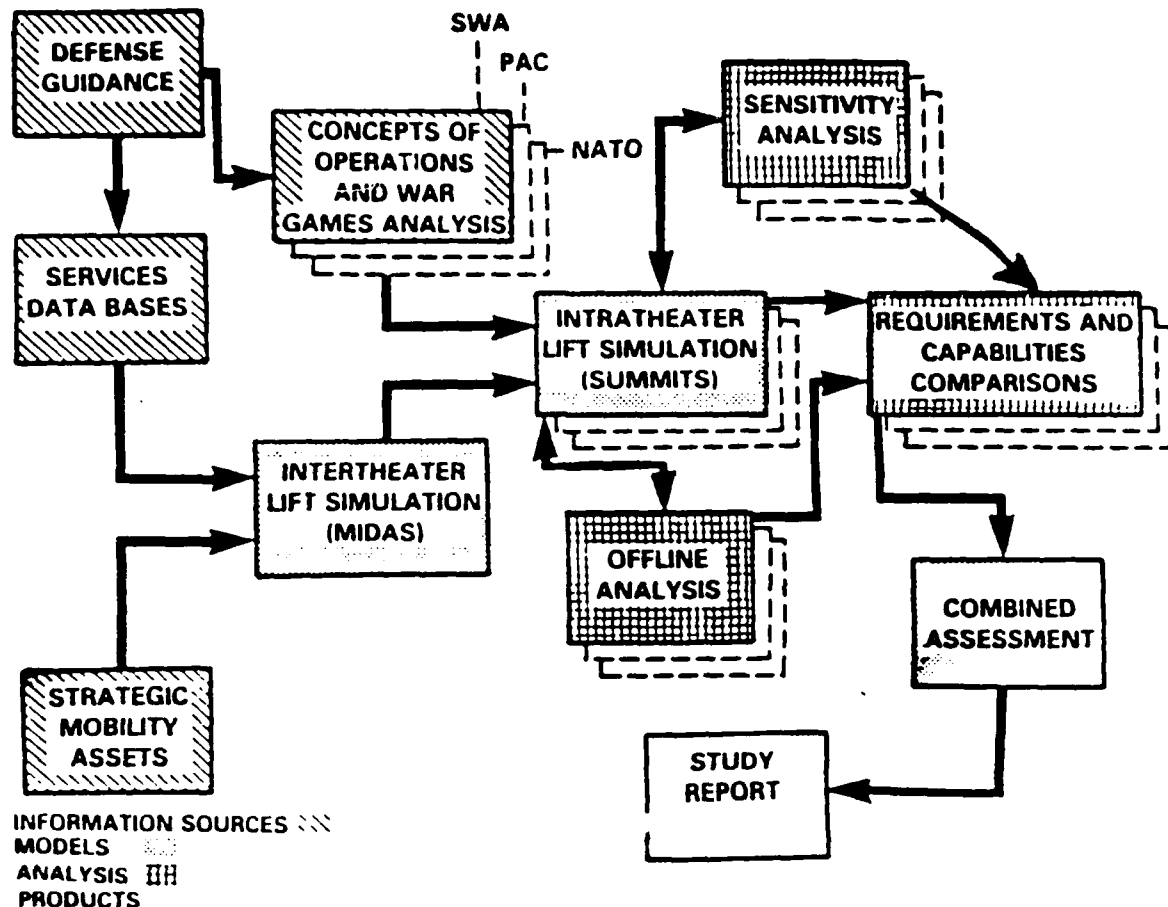 DEFENSE
GUIDANCE
SWA
PAC
NATO
CONCEPTS OF
OPERATIONS
AND WAR
GAMES ANALYSIS
SENSITIVITY
ANALYSIS
SERVICES
DATA BASES
INTRATHEATER
LIFT SIMULATION
(SUMMITS)
REQUIREMENTS AND
CAPABILITIES
COMPARISONS
INTERTHEATER
LIFT SIMULATION
(MIDAS)
OFFLINE
ANALYSIS
COMBINED
ASSESSMENT
STRATEGIC
MOBILITY
ASSETS
STUDY
REPORT
INFORMATION SOURCES
MODELS
ANALYSIS
PRODUCTS